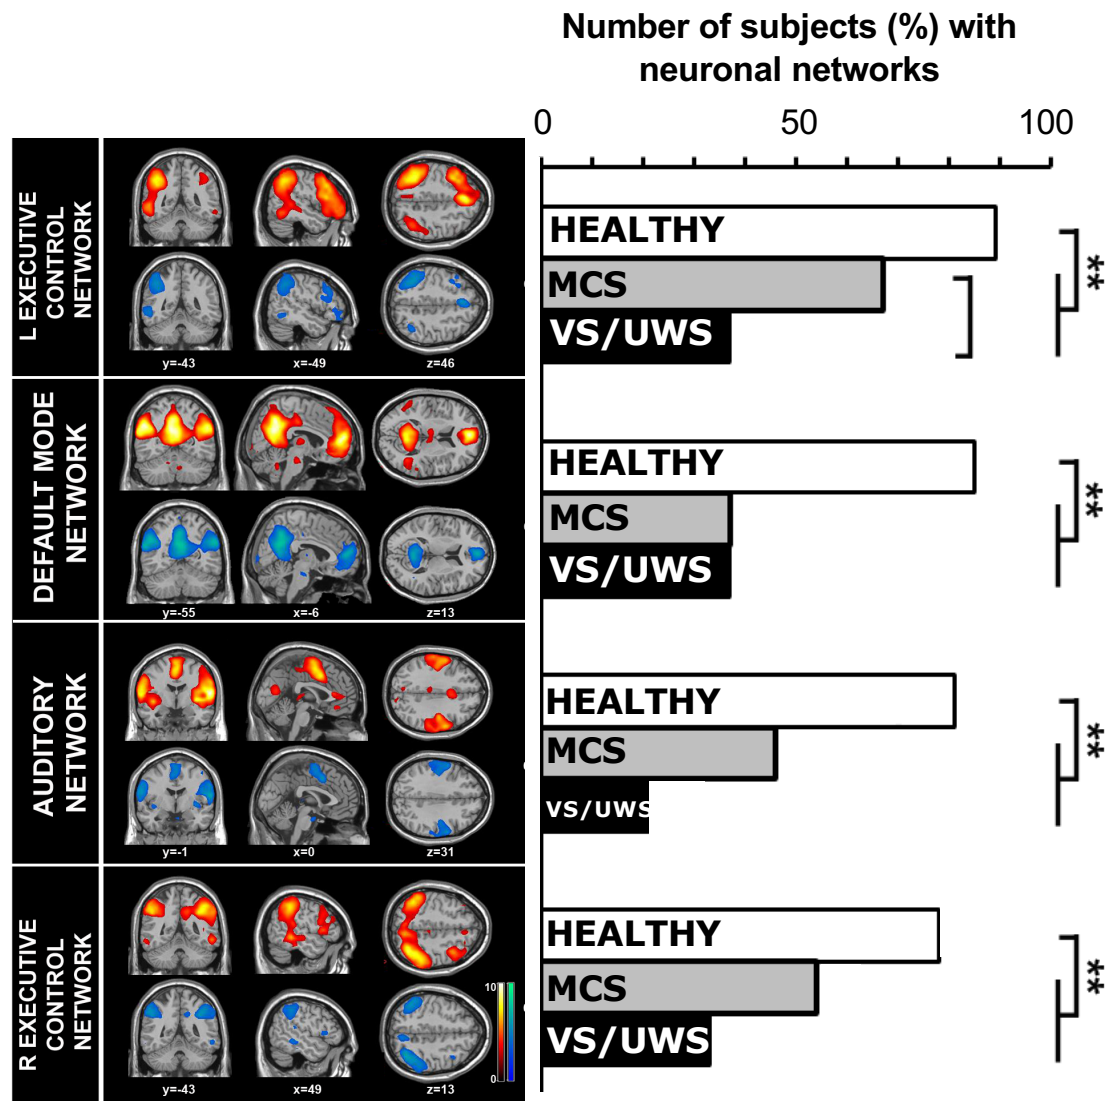 Number of subjects (%) with
neuronal networks
0 50 100
L EXECUTIVE
CONTROL
NETWORK
y=-43 x=-49 z=46
HEALTHY
MCS
VS/UWS
**
DEFAULT MODE
NETWORK
y=-55 x=-6 z=13
HEALTHY
MCS
VS/UWS
**
AUDITORY
NETWORK
y=-1 x=0 z=31
HEALTHY
MCS
VS/UWS
**
R EXECUTIVE
CONTROL
NETWORK
10
0
y=-43 x=49 z=13
HEALTHY
MCS
VS/UWS
**